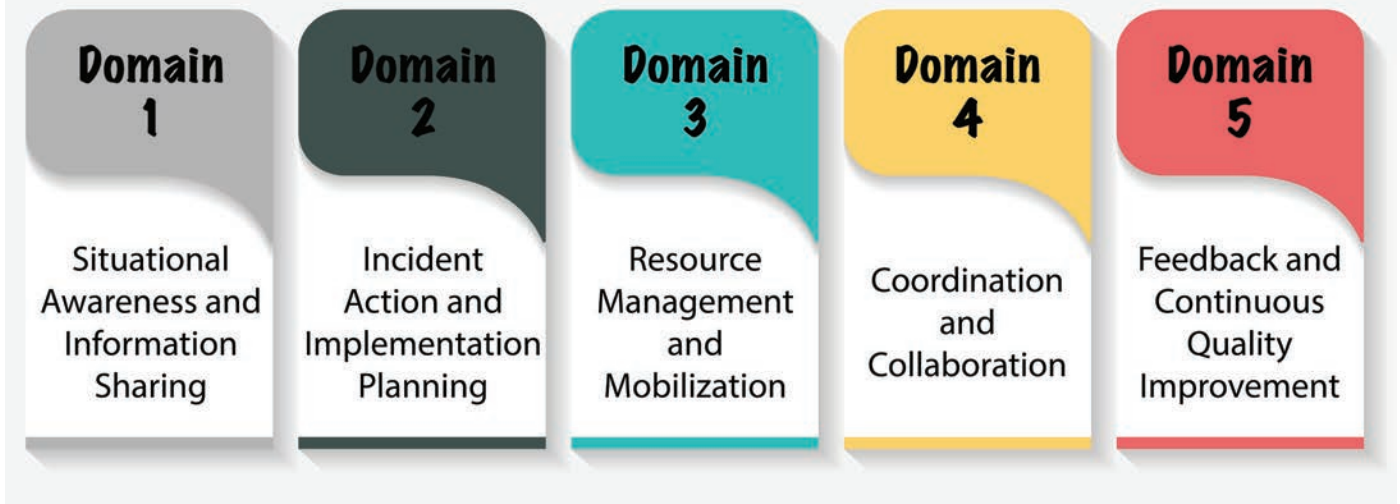 Domain
1
Situational
Awareness and
Information
Sharing
Domain
2
Incident
Action and
Implementation
Planning
Domain
3
Resource
Management
and
Mobilization
Domain
4
Coordination
and
Collaboration
Domain
5
Feedback and
Continuous
Quality
Improvement